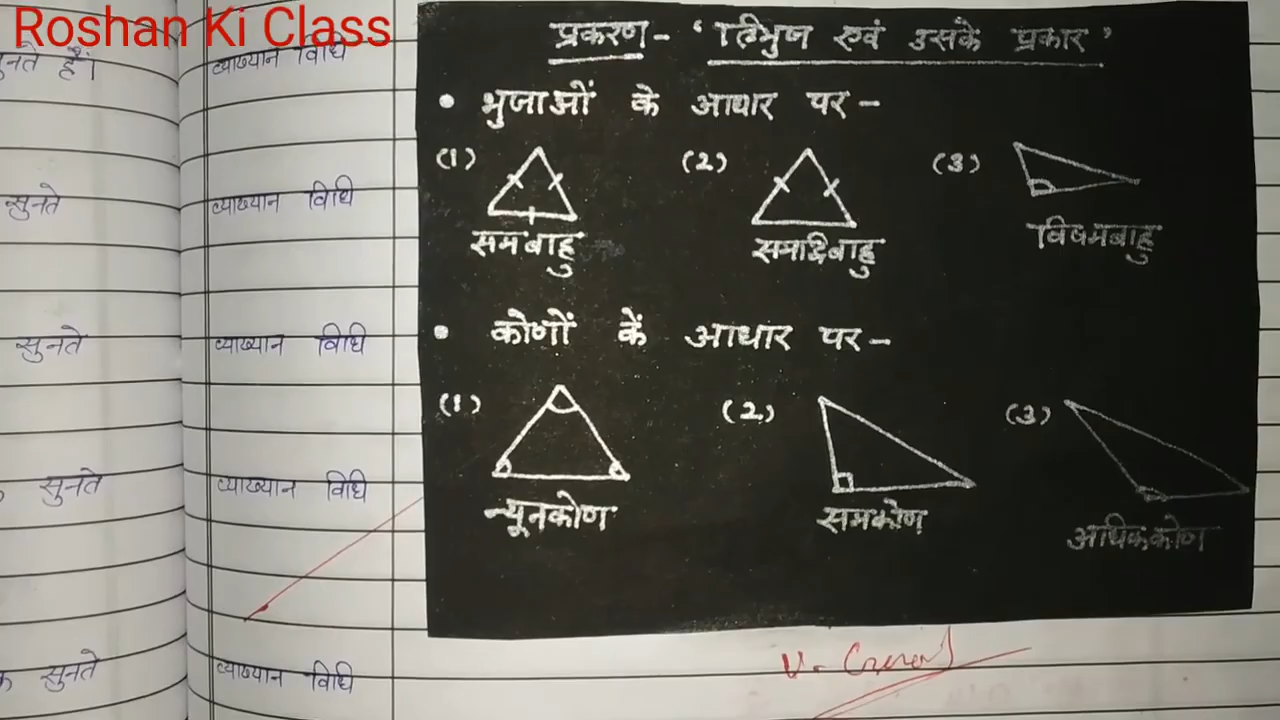 Roshan Ki Class
सुनते हैं।
व्याख्यान विधि
सुनते
व्याख्यान विधि
सुनते
व्याख्यान विधि
सुनते
व्याख्यान विधि
सुनते
व्याख्यान विधि
प्रकरण- ‘त्रिभुज एवं उसके प्रकार’
• भुजाओं के आधार पर-
(1) (2) (3)
समबाहु समद्विबाहु विषमबाहु
• कोणों कें आधार पर-
(1) (2) (3)
न्यूनकोण समकोण अधिककोण